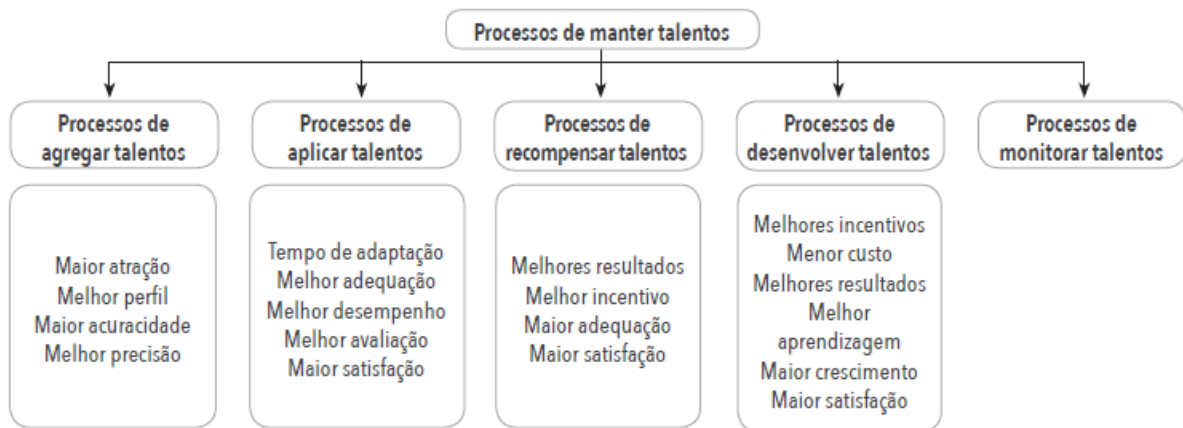 Processos de manter talentos
Processos de
agregar talentos
Processos de
aplicar talentos
Processos de
recompensar talentos
Processos de
desenvolver talentos
Processos de
monitorar talentos
Maior atração
Melhor perfil
Maior acuracidade
Melhor precisão
Tempo de adaptação
Melhor adequação
Melhor desempenho
Melhor avaliação
Maior satisfação
Melhores resultados
Melhor incentivo
Maior adequação
Maior satisfação
Melhores incentivos
Menor custo
Melhores resultados
Melhor
aprendizagem
Maior crescimento
Maior satisfação